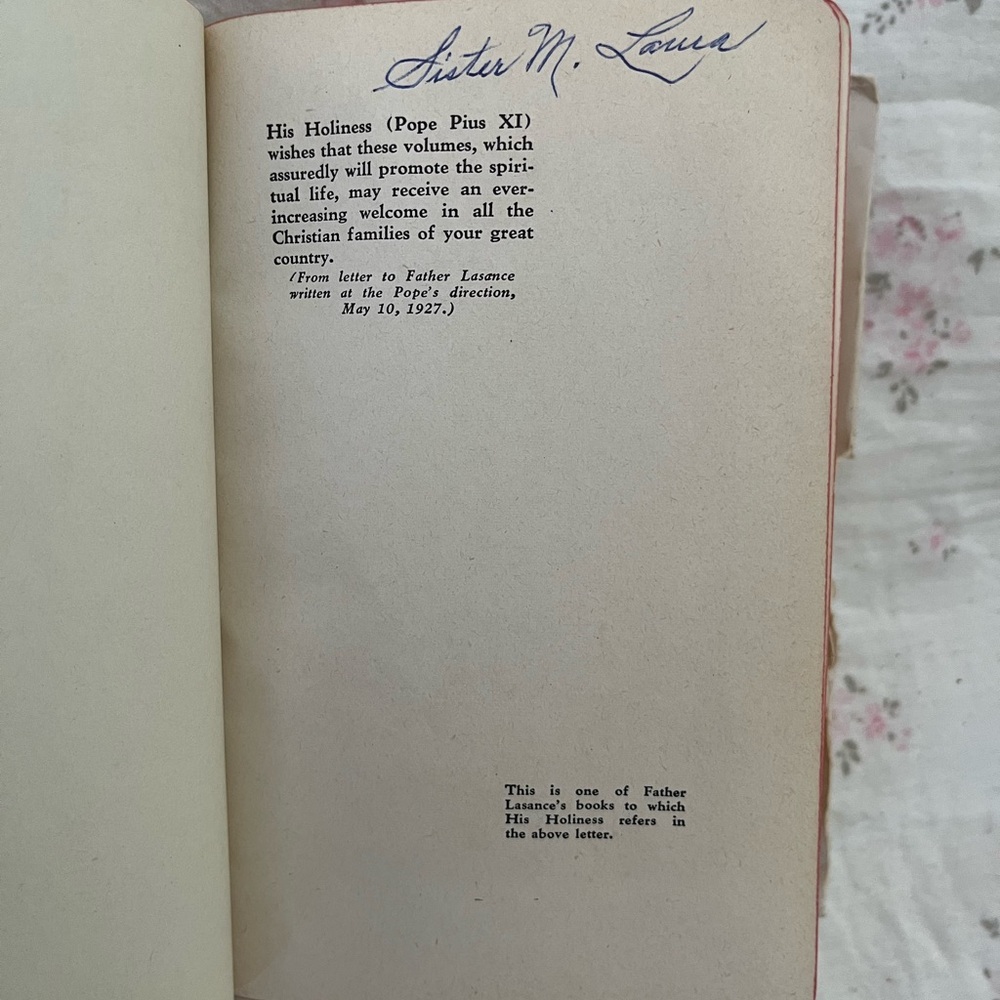 Sister M. Laura
His Holiness (Pope Pius XI)
wishes that these volumes, which
assuredly will promote the spiri-
tual life, may receive an ever-
increasing welcome in all the
Christian families of your great
country.
(From letter to Father Lasance
written at the Pope's direction,
May 10, 1927.)
This is one of Father
Lasance's books to which
His Holiness refers in
the above letter.